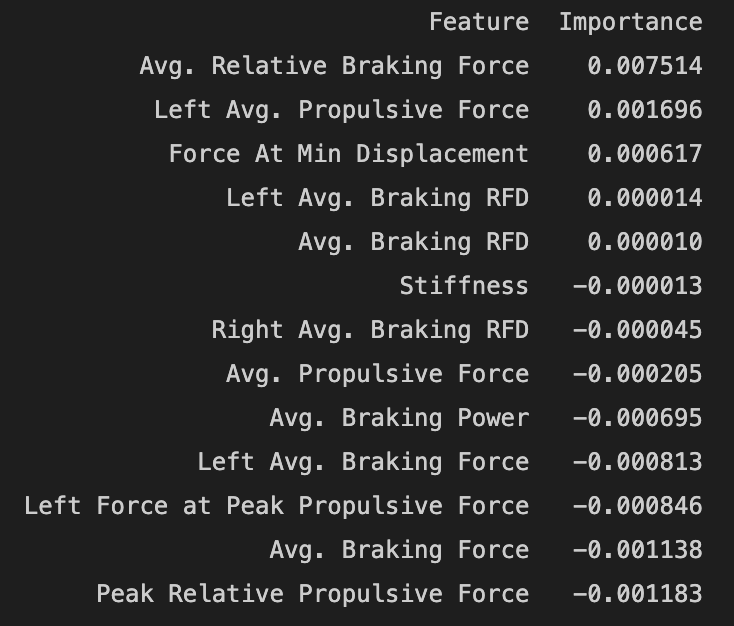 Feature Importance
Avg. Relative Braking Force 0.007514
Left Avg. Propulsive Force 0.001696
Force At Min Displacement 0.000617
Left Avg. Braking RFD 0.000014
Avg. Braking RFD 0.000010
Stiffness -0.000013
Right Avg. Braking RFD -0.000045
Avg. Propulsive Force -0.000205
Avg. Braking Power -0.000695
Left Avg. Braking Force -0.000813
Left Force at Peak Propulsive Force -0.000846
Avg. Braking Force -0.001138
Peak Relative Propulsive Force -0.001183